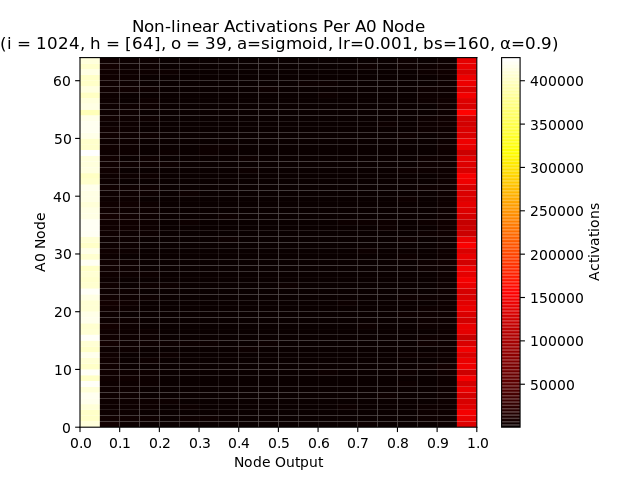 Non-linear Activations Per A0 Node
(i = 1024, h = [64], o = 39, a=sigmoid, lr=0.001, bs=160, α=0.9)
A0 Node
60
50
40
30
20
10
0
0.0 0.1 0.2 0.3 0.4 0.5 0.6 0.7 0.8 0.9 1.0
Node Output
400000
350000
300000
250000
200000
150000
100000
50000
Activations